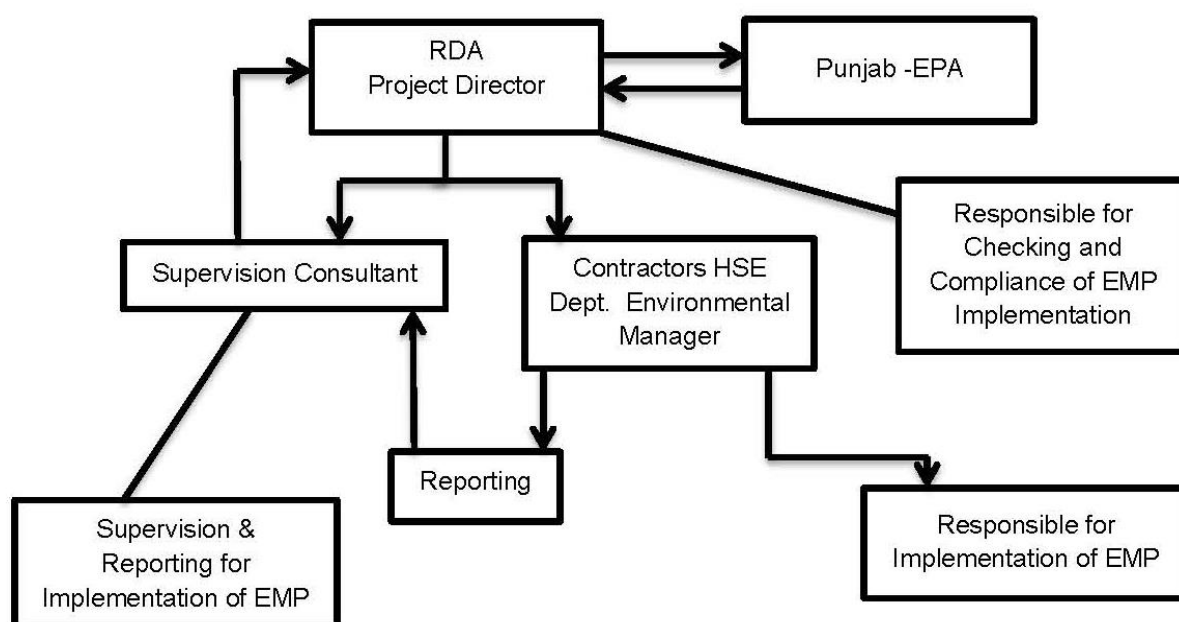 RDA
Project Director
Punjab -EPA
Responsible for
Checking and
Compliance of EMP
Implementation
Supervision Consultant
Contractors HSE
Dept. Environmental
Manager
Reporting
Supervision &
Reporting for
Implementation of EMP
Responsible for
Implementation of EMP